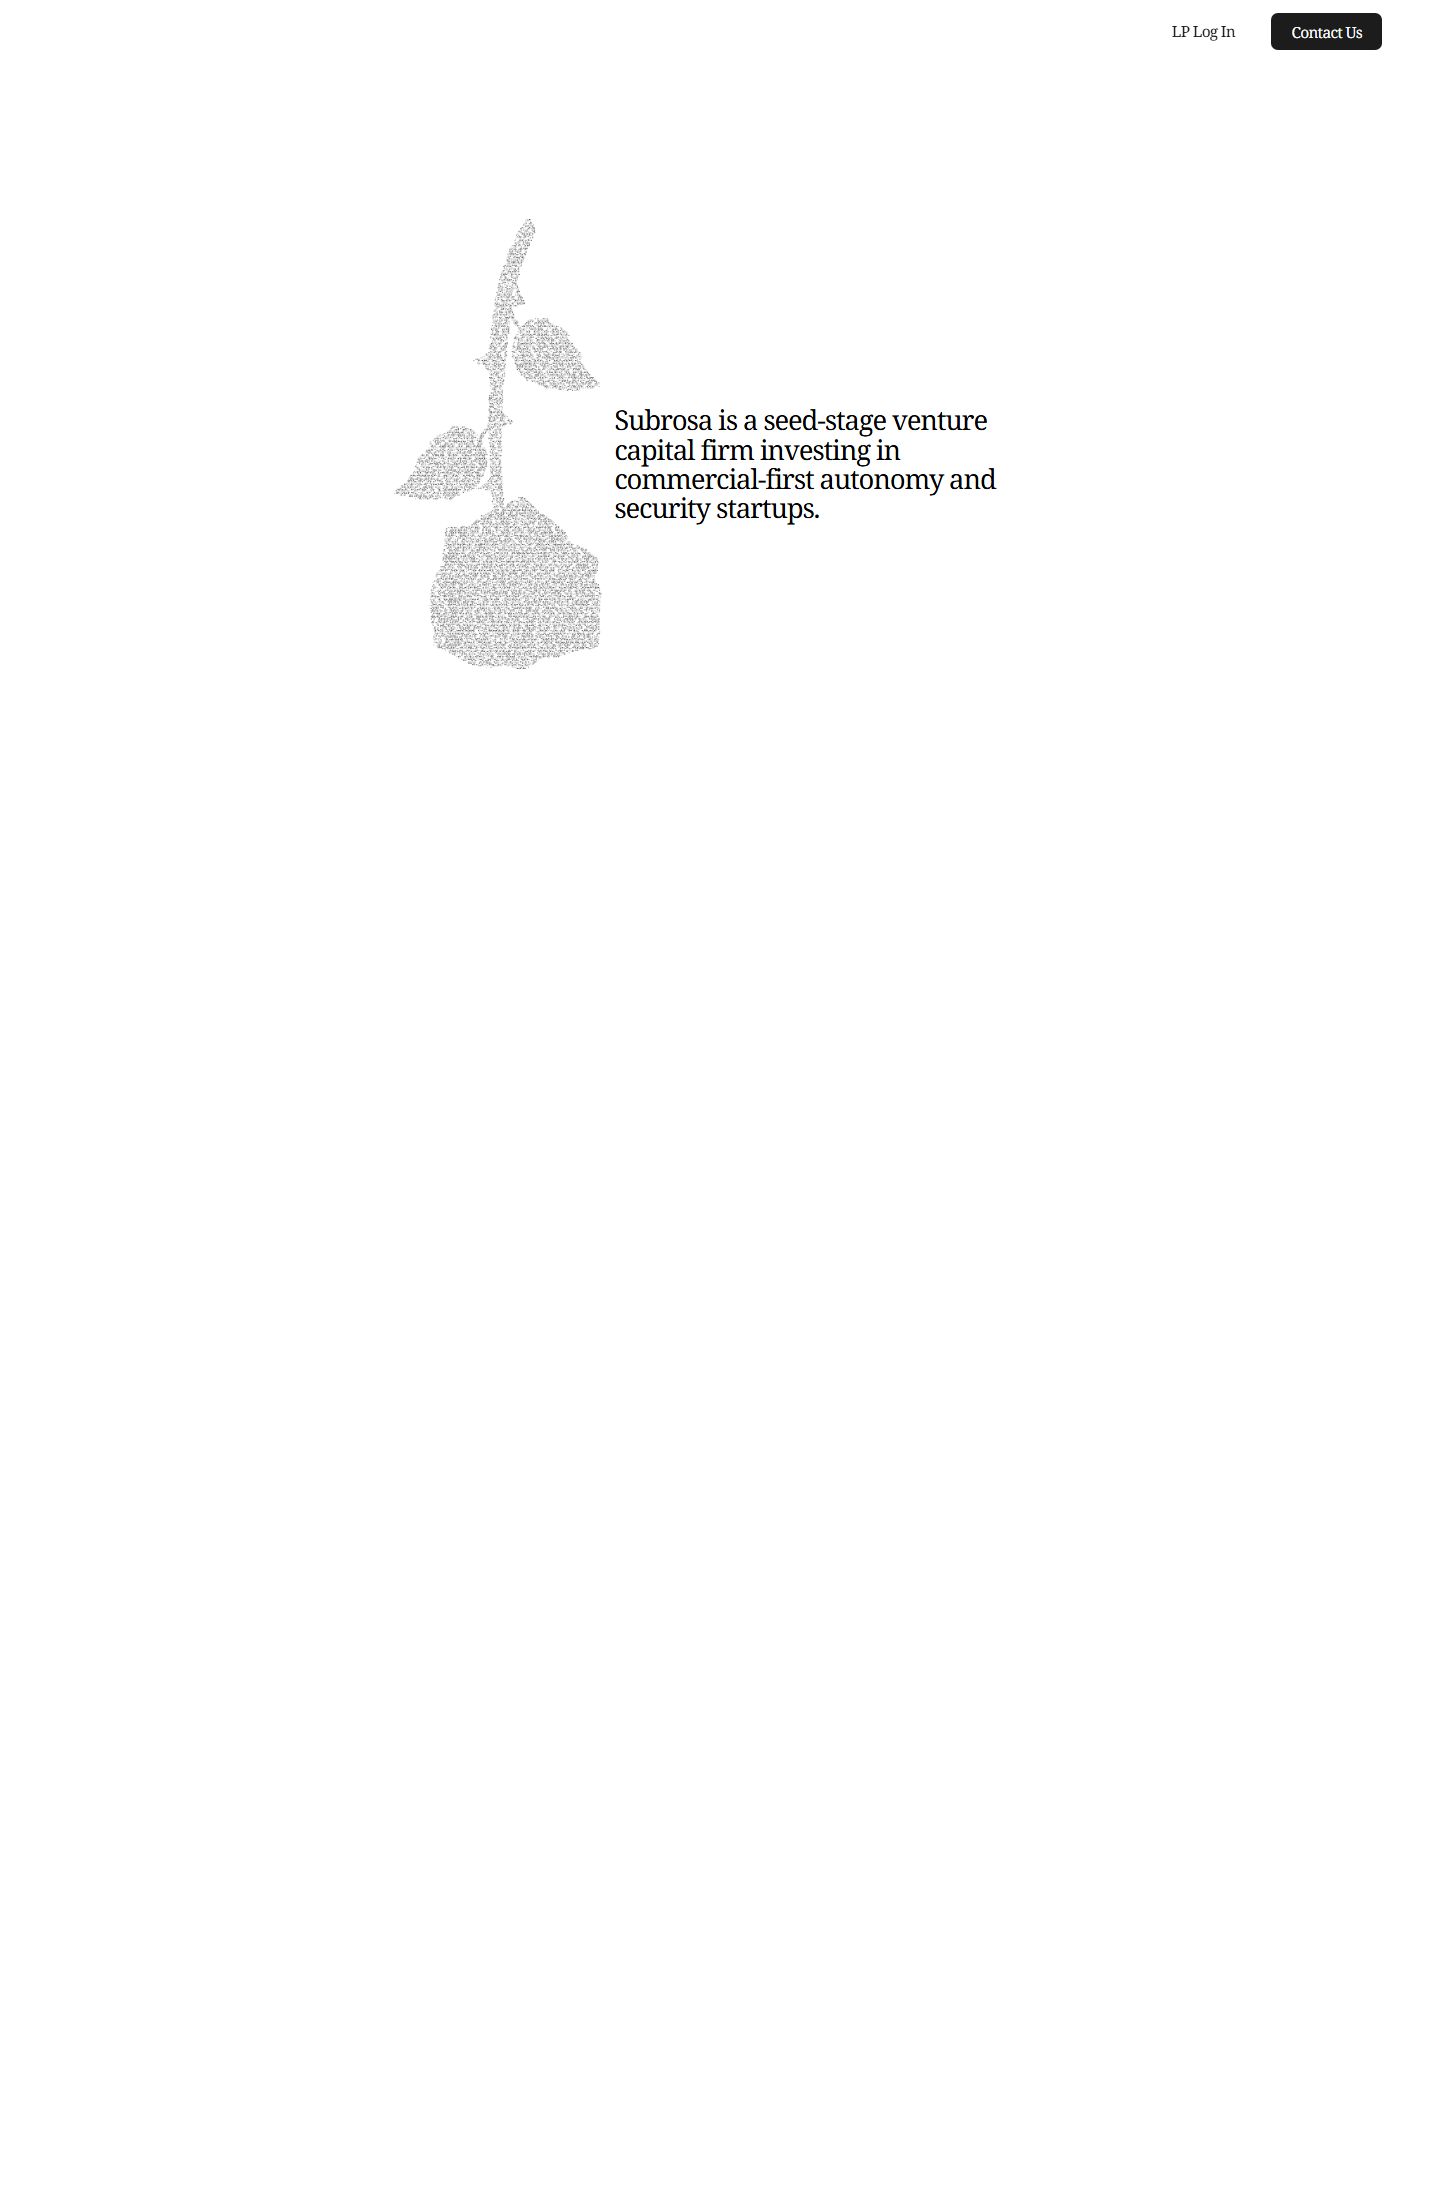 LP Log In
Contact Us
Subrosa is a seed-stage venture
capital firm investing in
commercial-first autonomy and
security startups.